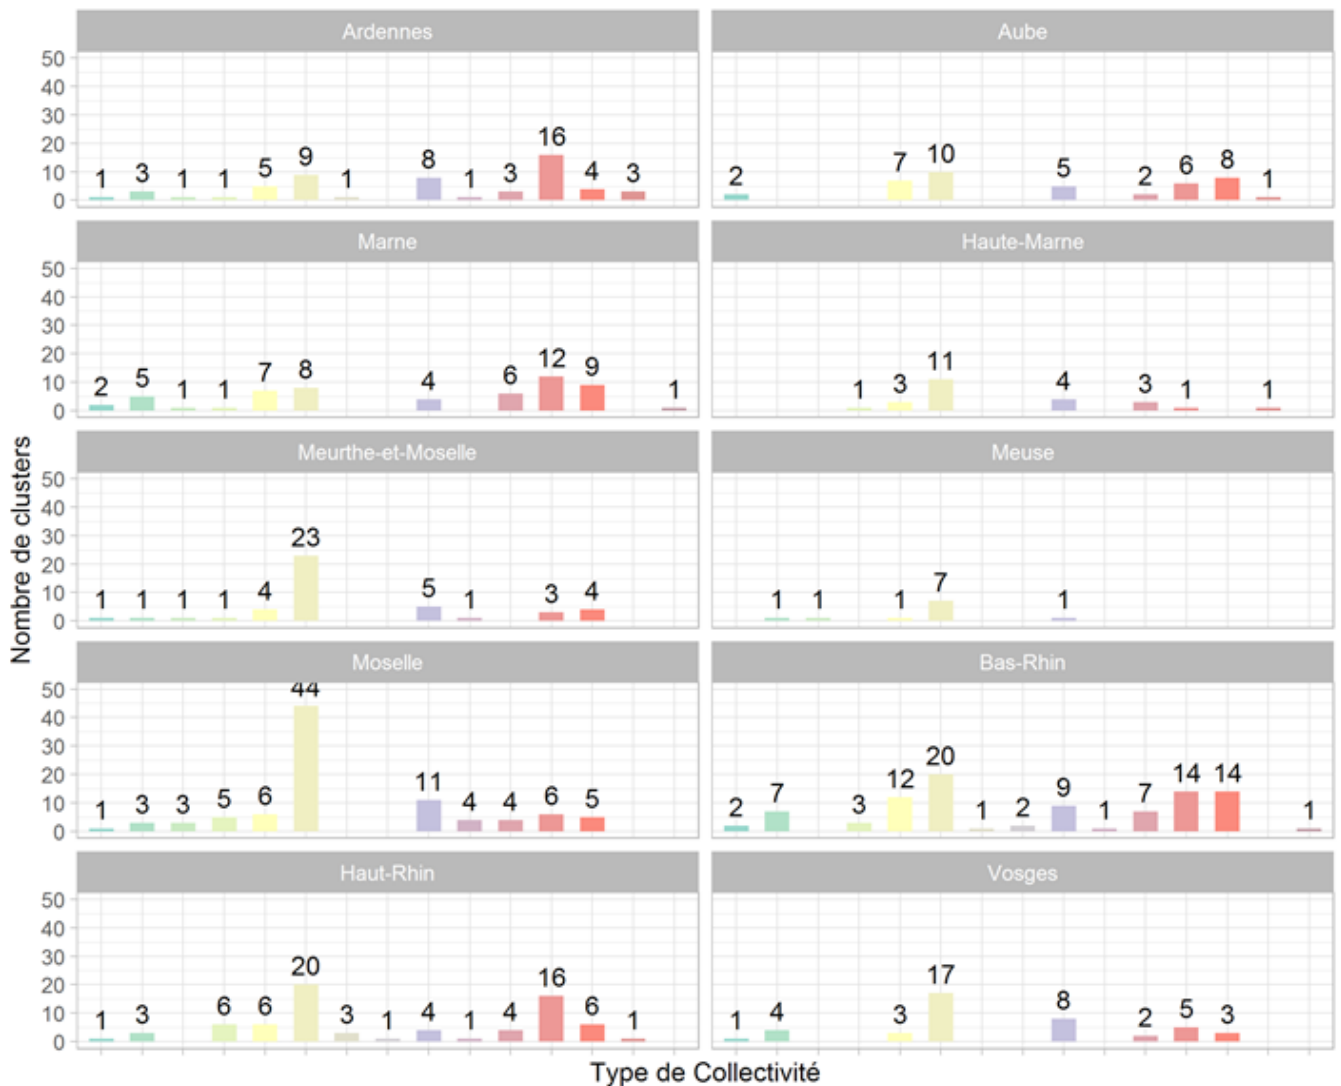 Ardennes
Aube
50
40
30
20
10
0
1 3 1 1 5 9 1 8 1 3 16 4 3
2 7 10 5 2 6 8 1
Marne
Haute-Marne
50
40
30
20
10
0
2 5 1 1 7 8 4 6 12 9 1
1 3 11 4 3 1 1
Meurthe-et-Moselle
Meuse
50
40
30
20
10
0
1 1 1 1 4 23 5 1 3 4
1 1 1 7 1
Moselle
Bas-Rhin
50
40
30
20
10
0
1 3 3 5 6 44 11 4 4 6 5
2 7 3 12 20 1 2 9 1 7 14 14 1
Haut-Rhin
Vosges
50
40
30
20
10
0
1 3 6 6 20 3 1 4 1 4 16 6 1
1 4 3 17 8 2 5 3
Nombre de clusters
Type de Collectivité